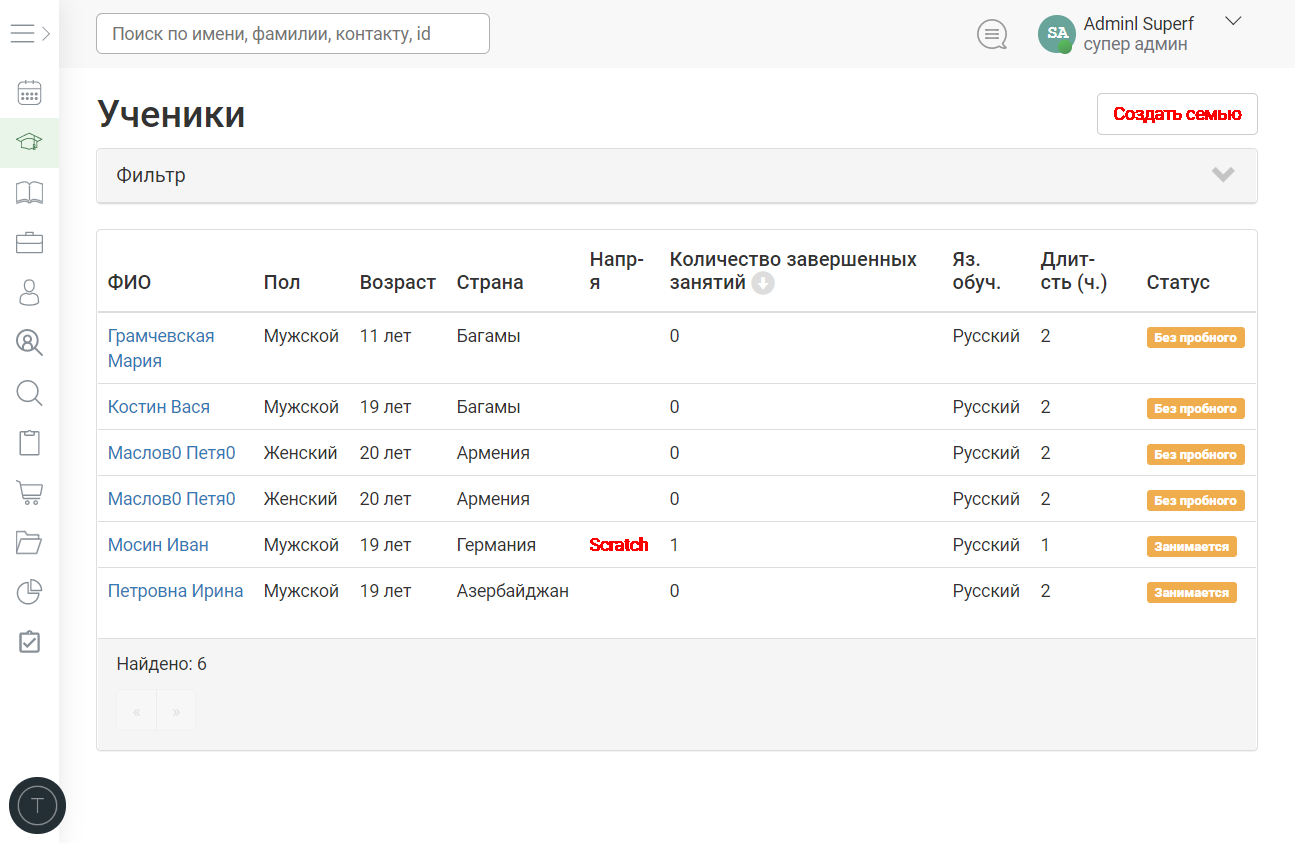 Поиск по имени, фамилии, контакту, id
SA
Adminl Superf
супер админ
Ученики
Создать семью
Фильтр
ФИО Пол Возраст Страна Напр-я Количество завершенных занятий Яз. обуч. Длит-сть (ч.) Статус
Грамчевская Мария Мужской 11 лет Багамы 0 Русский 2 Без пробного
Костин Вася Мужской 19 лет Багамы 0 Русский 2 Без пробного
Маслов0 Петя0 Женский 20 лет Армения 0 Русский 2 Без пробного
Маслов0 Петя0 Женский 20 лет Армения 0 Русский 2 Без пробного
Мосин Иван Мужской 19 лет Германия Scratch 1 Русский 1 Занимается
Петровна Ирина Мужской 19 лет Азербайджан 0 Русский 2 Занимается
Найдено: 6
« »
T